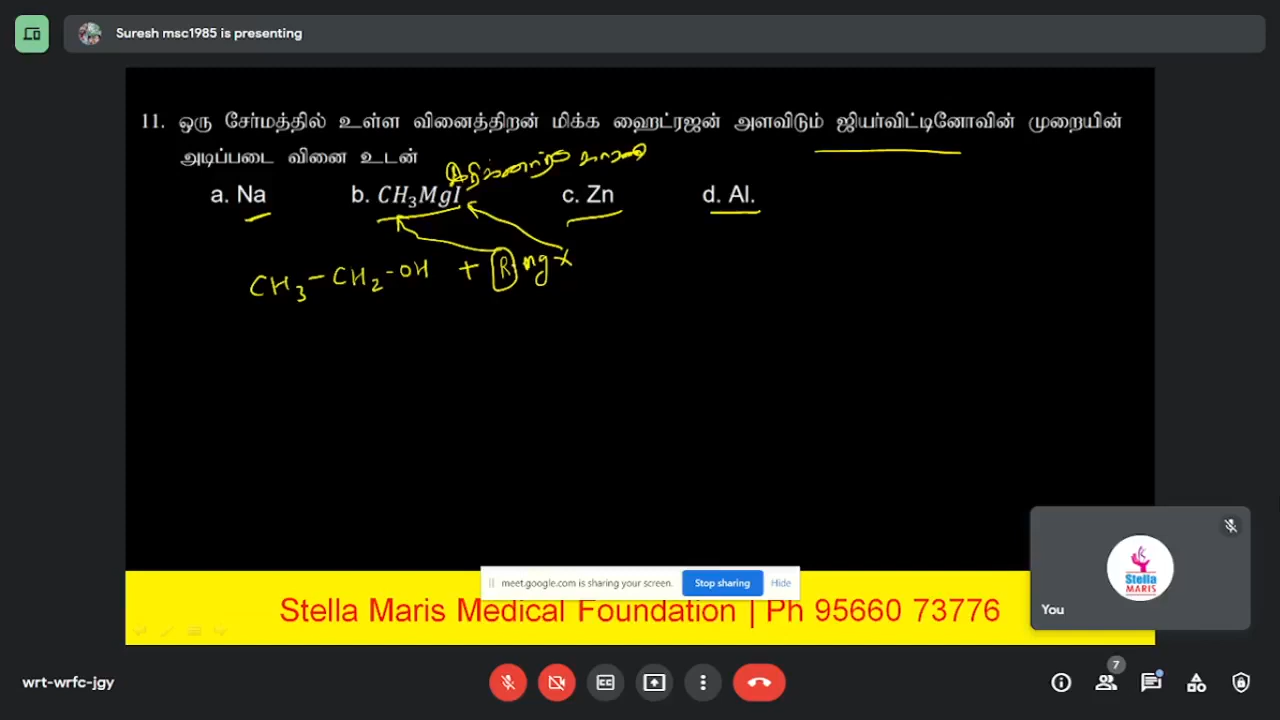 Suresh msc1985 is presenting
11. ஒரு சேர்மத்தில் உள்ள வினைத்திறன் மிக்க ஹைட்ரஜன் அளவிடும் ஜியர்விட்டினோவின் முறையின்
அடிப்படை வினை உடன்
a. Na b. CH₃MgI c. Zn d. Al.
CH₃-CH₂-OH + R mg x
meet.google.com is sharing your screen. Stop sharing Hide
Stella Maris Medical Foundation | Ph 95660 73776
Stella
MARIS
You
wrt-wrfc-jgy
7